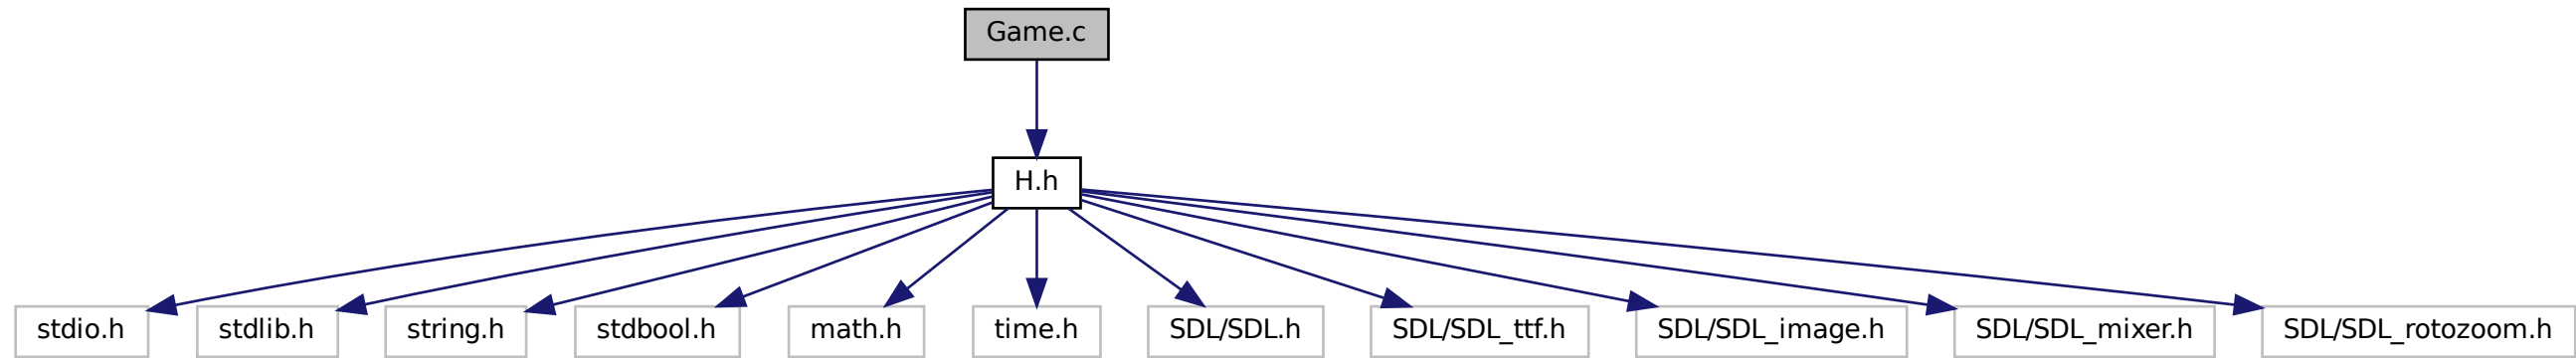 Game.c
H.h
stdio.h
stdlib.h
string.h
stdbool.h
math.h
time.h
SDL/SDL.h
SDL/SDL_ttf.h
SDL/SDL_image.h
SDL/SDL_mixer.h
SDL/SDL_rotozoom.h